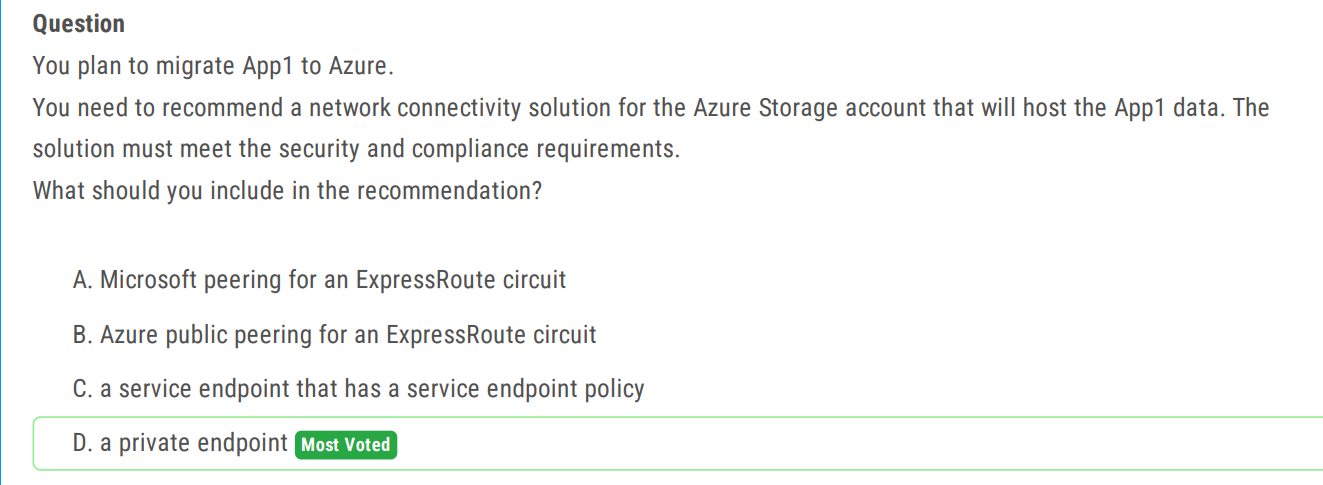 Question
You plan to migrate App1 to Azure.
You need to recommend a network connectivity solution for the Azure Storage account that will host the App1 data. The
solution must meet the security and compliance requirements.
What should you include in the recommendation?
A. Microsoft peering for an ExpressRoute circuit
B. Azure public peering for an ExpressRoute circuit
C. a service endpoint that has a service endpoint policy
D. a private endpoint Most Voted